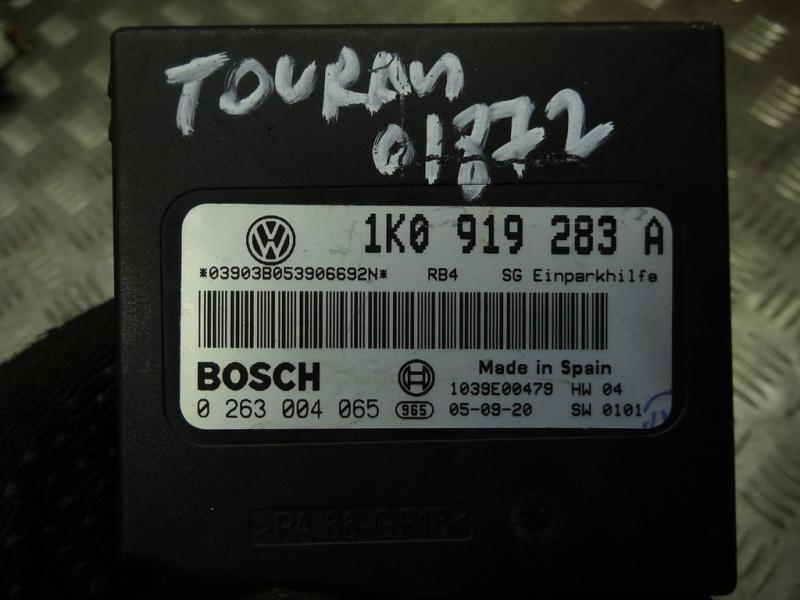 TOURAN
01772
VW 1K0 919 283 A
*03903B053906692N* RB4 SG Einparkhilfe
BOSCH Made in Spain
1039E00479 HW 04
0 263 004 065 965 05-09-20 SW 0101
>PA 66-GF15<